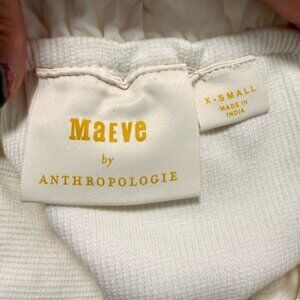 MaEve
by
ANTHROPOLOGIE
X-SMALL
MADE IN
INDIA